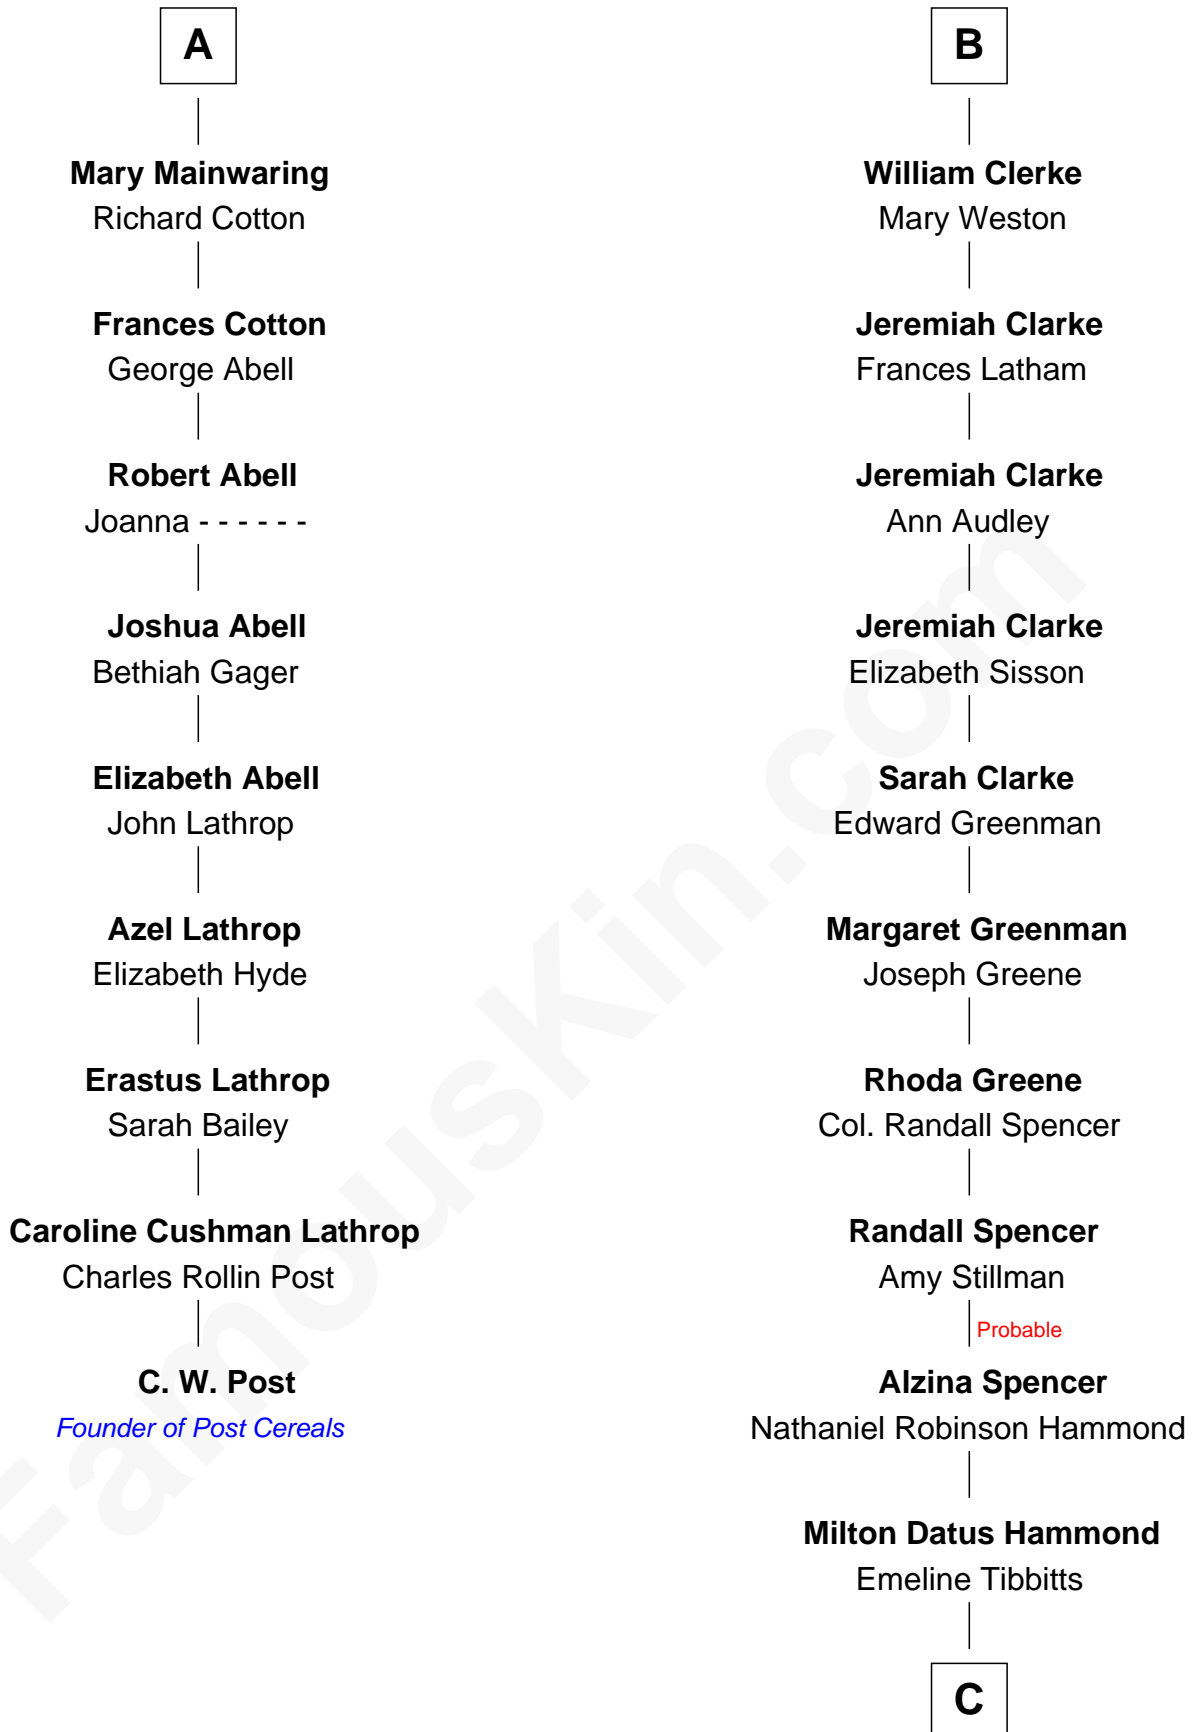 A
Mary Mainwaring
Richard Cotton
Frances Cotton
George Abell
Robert Abell
Joanna - - - - - -
Joshua Abell
Bethiah Gager
Elizabeth Abell
John Lathrop
Azel Lathrop
Elizabeth Hyde
Erastus Lathrop
Sarah Bailey
Caroline Cushman Lathrop
Charles Rollin Post
C. W. Post
Founder of Post Cereals
B
William Clerke
Mary Weston
Jeremiah Clarke
Frances Latham
Jeremiah Clarke
Ann Audley
Jeremiah Clarke
Elizabeth Sisson
Sarah Clarke
Edward Greenman
Margaret Greenman
Joseph Greene
Rhoda Greene
Col. Randall Spencer
Randall Spencer
Amy Stillman
Probable
Alzina Spencer
Nathaniel Robinson Hammond
Milton Datus Hammond
Emeline Tibbitts
C
FamousKin.com